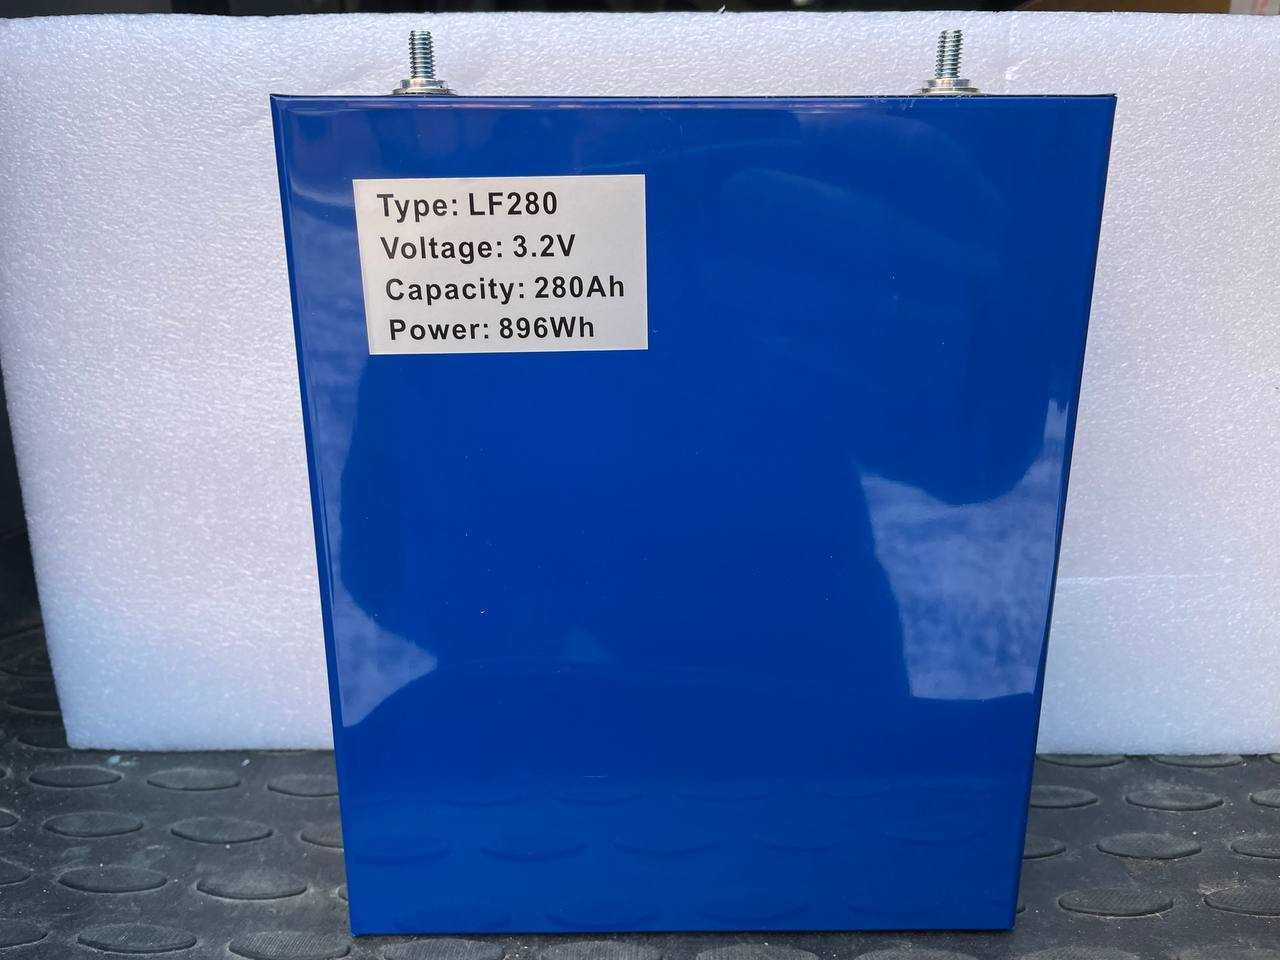 Type: LF280
Voltage: 3.2V
Capacity: 280Ah
Power: 896Wh